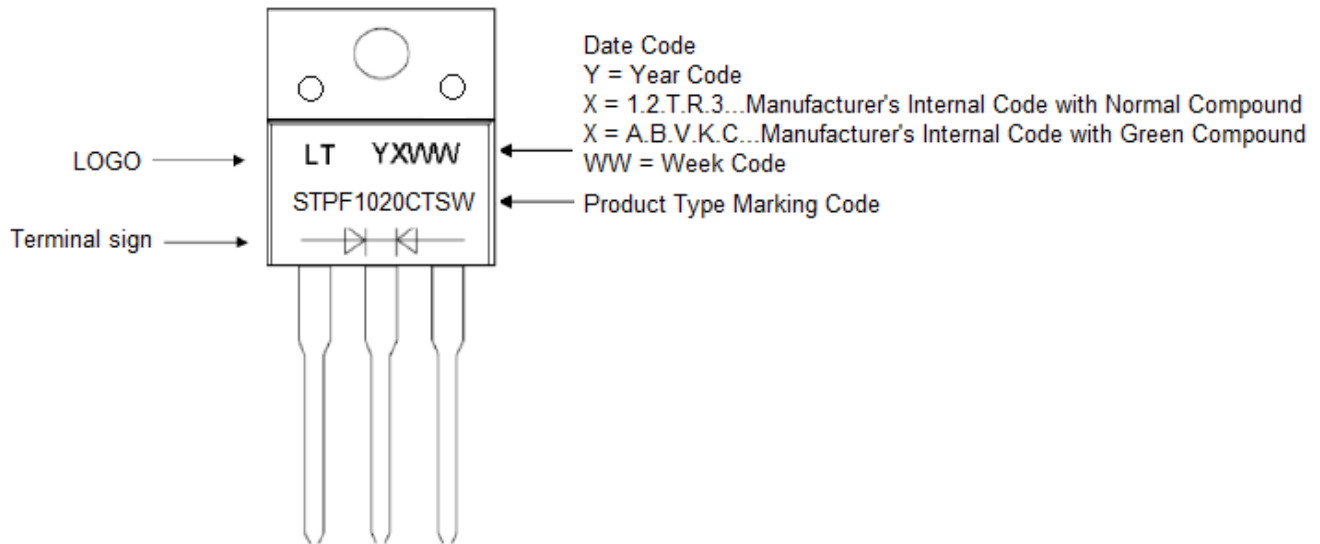 Date Code
Y = Year Code
X = 1.2.T.R.3...Manufacturer's Internal Code with Normal Compound
X = A.B.V.K.C...Manufacturer's Internal Code with Green Compound
WW = Week Code
LOGO
LT YXWW
STPF1020CTSW
Product Type Marking Code
Terminal sign